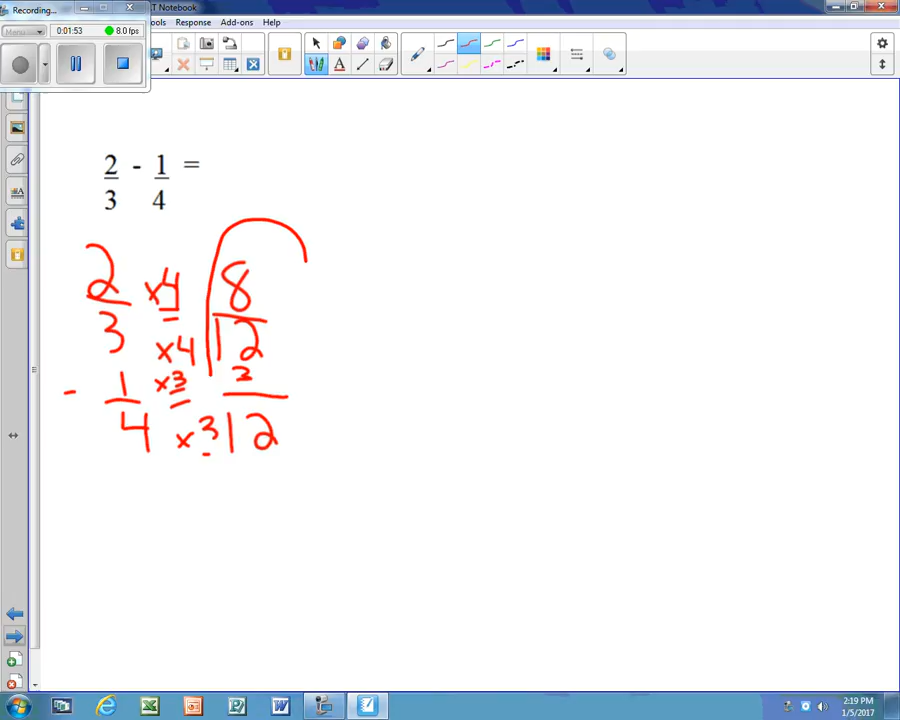 Recording...
T Notebook
Menu
0:01:53
8.0 fps
ols Response Add-ons Help
2 - 1 =
3 4
2 x4 8
3 x4 12
- 1 x3 3
4 x3 12
2:19 PM
1/5/2017